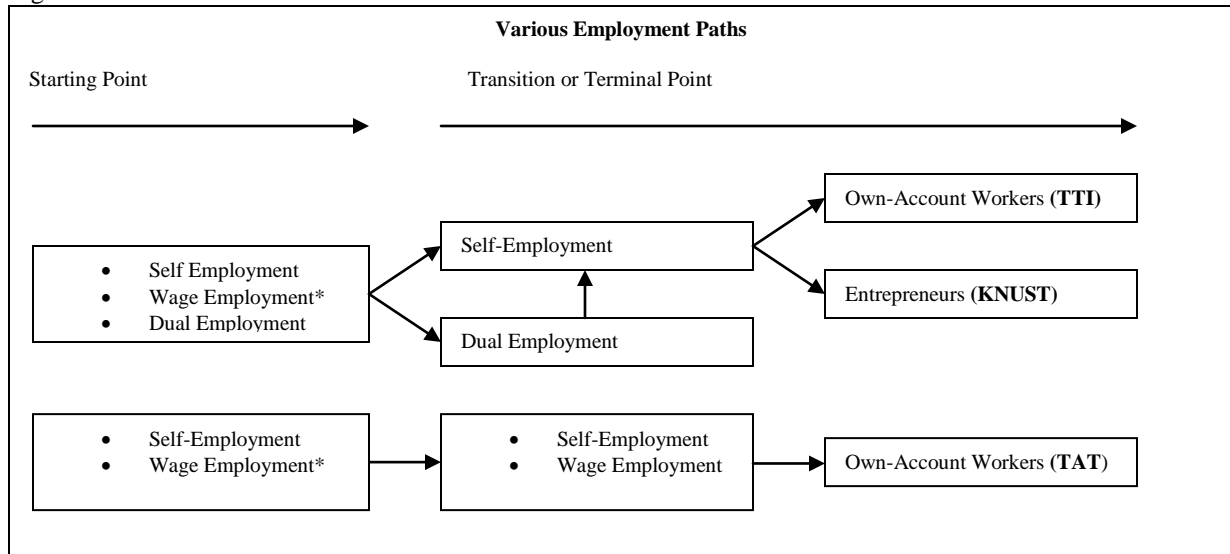 Various Employment Paths
Starting Point
Transition or Terminal Point
Own-Account Workers (TTI)
Self-Employment
• Self Employment
• Wage Employment*
• Dual Employment
Entrepreneurs (KNUST)
Dual Employment
• Self-Employment
• Wage Employment*
• Self-Employment
• Wage Employment
Own-Account Workers (TAT)